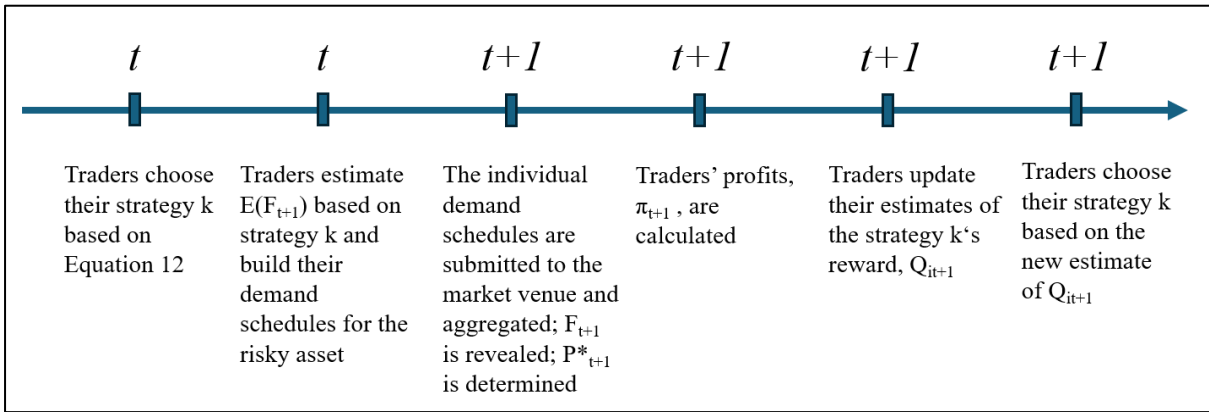 t
t
t+1
t+1
t+1
t+1
Traders choose
their strategy k
based on
Equation 12
Traders estimate
E(Fₜ₊₁) based on
strategy k and
build their
demand
schedules for the
risky asset
The individual
demand
schedules are
submitted to the
market venue and
aggregated; Fₜ₊₁
is revealed; P*ₜ₊₁
is determined
Traders’ profits,
πₜ₊₁ , are
calculated
Traders update
their estimates of
the strategy k‘s
reward, Qᵢₜ₊₁
Traders choose
their strategy k
based on the
new estimate
of Qᵢₜ₊₁